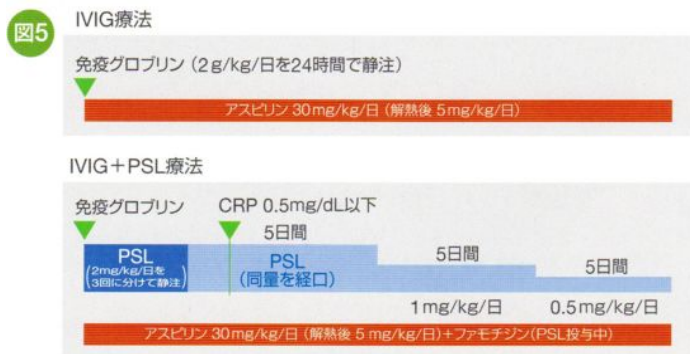 図5
IVIG療法
免疫グロブリン（2g/kg/日を24時間で静注）
アスピリン 30mg/kg/日（解熱後 5mg/kg/日）
IVIG＋PSL療法
免疫グロブリン
CRP 0.5mg/dL以下
5日間
PSL
（2mg/kg/日を
3回に分けて静注）
PSL
（同量を経口）
5日間
5日間
1mg/kg/日
0.5mg/kg/日
アスピリン 30mg/kg/日（解熱後 5 mg/kg/日）＋ファモチジン（PSL投与中）